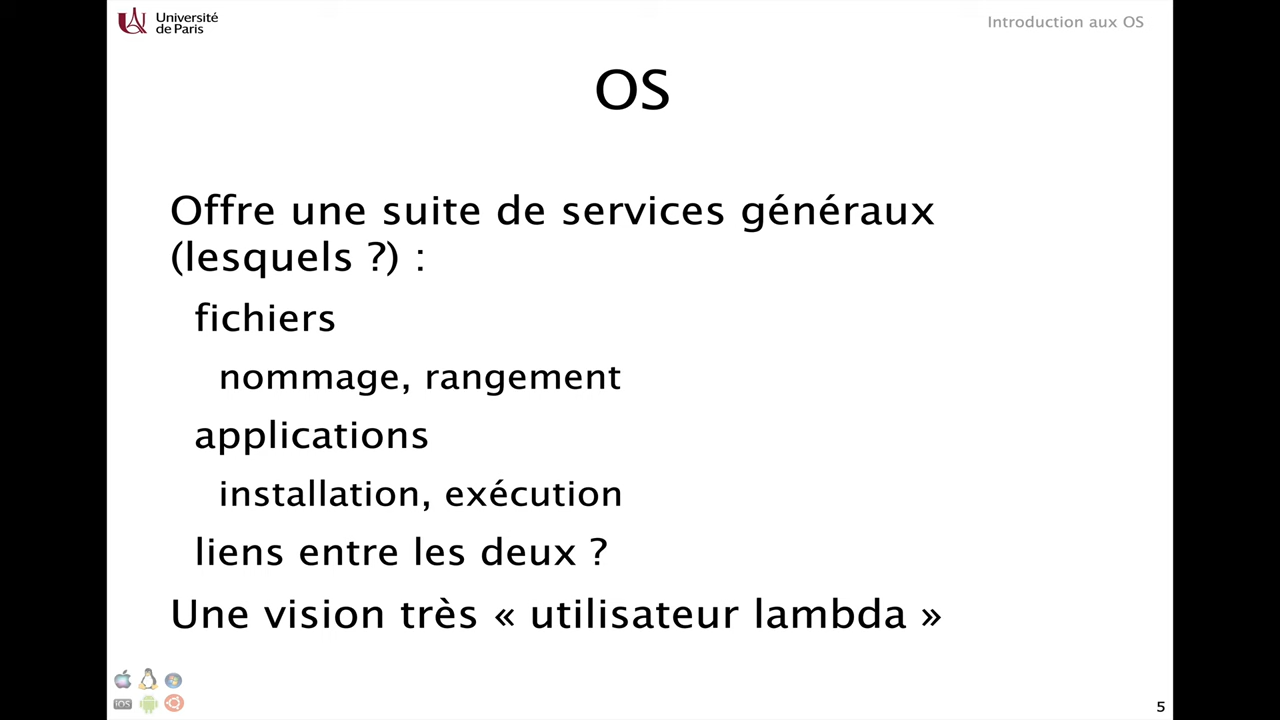 Université
de Paris
Introduction aux OS
OS
Offre une suite de services généraux
(lesquels ?) :
fichiers
nommage, rangement
applications
installation, exécution
liens entre les deux ?
Une vision très « utilisateur lambda »
iOS
5